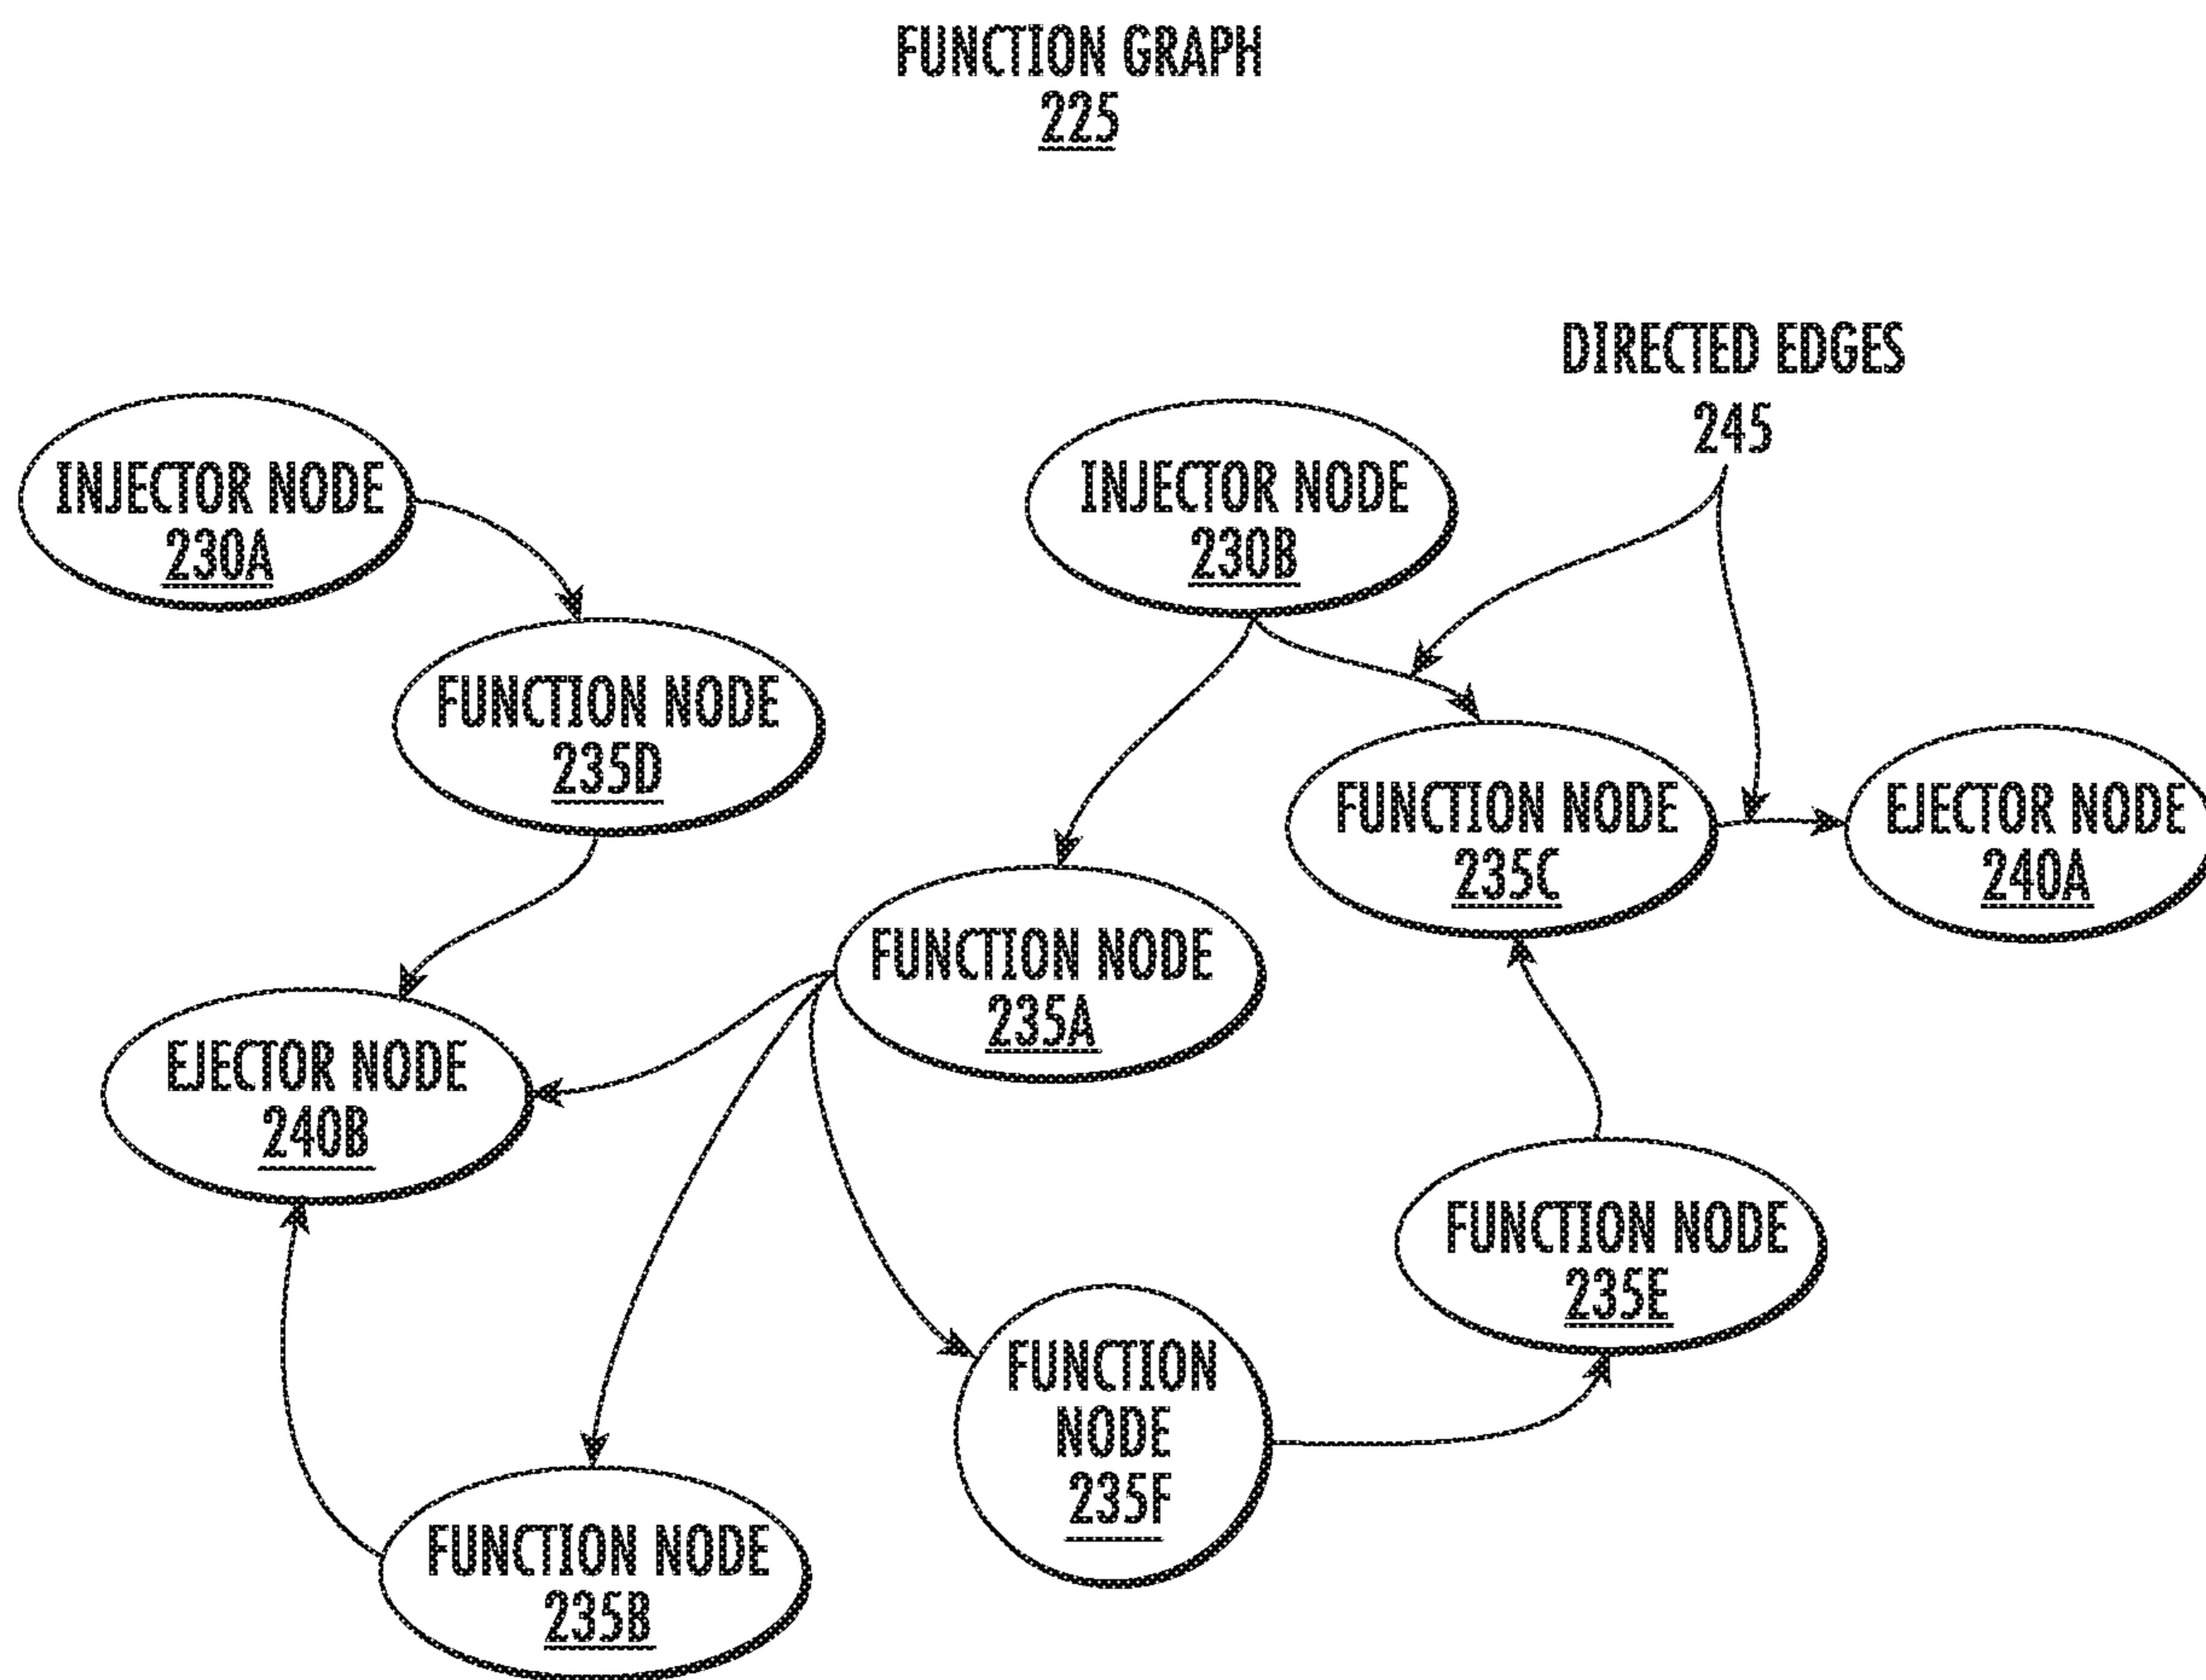 FUNCTION GRAPH
225
DIRECTED EDGES
245
INJECTOR NODE
230A
INJECTOR NODE
230B
FUNCTION NODE
235D
FUNCTION NODE
235C
EJECTOR NODE
240A
FUNCTION NODE
235A
EJECTOR NODE
240B
FUNCTION NODE
235E
FUNCTION
NODE
235F
FUNCTION NODE
235B